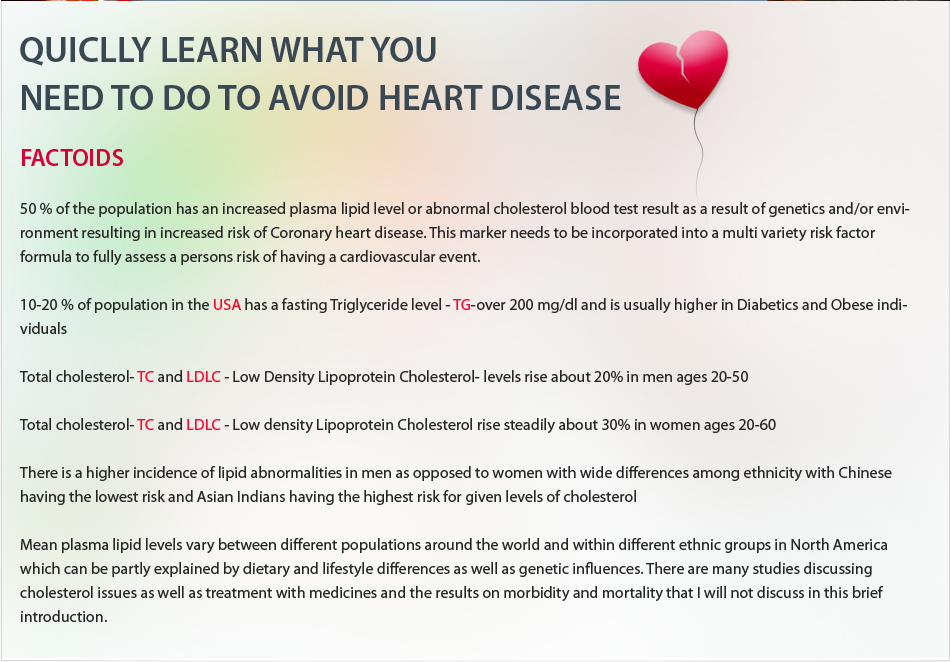 QUICLLY LEARN WHAT YOU
NEED TO DO TO AVOID HEART DISEASE
FACTOIDS
50 % of the population has an increased plasma lipid level or abnormal cholesterol blood test result as a result of genetics and/or envi-
ronment resulting in increased risk of Coronary heart disease. This marker needs to be incorporated into a multi variety risk factor
formula to fully assess a persons risk of having a cardiovascular event.
10-20 % of population in the USA has a fasting Triglyceride level - TG-over 200 mg/dl and is usually higher in Diabetics and Obese indi-
viduals
Total cholesterol- TC and LDLC - Low Density Lipoprotein Cholesterol- levels rise about 20% in men ages 20-50
Total cholesterol- TC and LDLC - Low density Lipoprotein Cholesterol rise steadily about 30% in women ages 20-60
There is a higher incidence of lipid abnormalities in men as opposed to women with wide differences among ethnicity with Chinese
having the lowest risk and Asian Indians having the highest risk for given levels of cholesterol
Mean plasma lipid levels vary between different populations around the world and within different ethnic groups in North America
which can be partly explained by dietary and lifestyle differences as well as genetic influences. There are many studies discussing
cholesterol issues as well as treatment with medicines and the results on morbidity and mortality that I will not discuss in this brief
introduction.